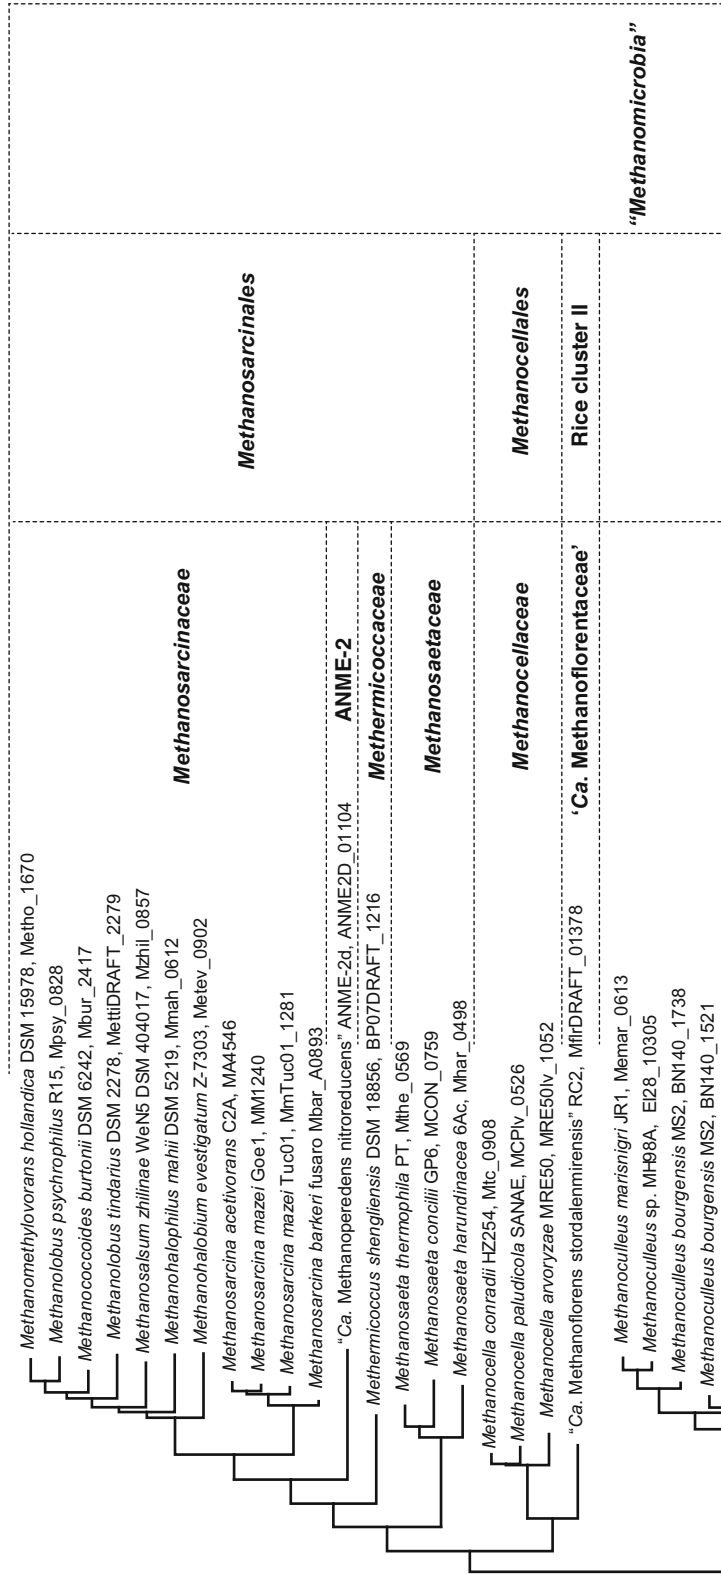 Methanomethylovorans hollandica DSM 15978, Metho_1670
Methanolobus psychrophilus R15, Mpsy_0828
Methanococcoides burtonii DSM 6242, Mbur_2417
Methanolobus tindarius DSM 2278, MettiDRAFT_2279
Methanosalsum zhilinae WeN5 DSM 404017, Mzhil_0857
Methanohalophilus mahii DSM 5219, Mmah_0612
Methanohalobium evestigatum Z-7303, Metev_0902
Methanosarcina acetivorans C2A, MA4546
Methanosarcina mazei Goe1, MM1240
Methanosarcina mazei Tuc01, MmTuc01_1281
Methanosarcina barkeri fusaro Mbar_A0893
"Ca. Methanoperedens nitroreducens" ANME-2d, ANME2D_01104
Methermicoccus shengliensis DSM 18856, BP07DRAFT_1216
Methanosaeta thermophila PT, Mthe_0569
Methanosaeta concilii GP6, MCON_0759
Methanosaeta harundinacea 6Ac, Mhar_0498
Methanocella conradii HZ254, Mtc_0908
Methanocella paludicola SANAE, MCPlv_0526
Methanocella arvoryzae MRE50, MRE50lv_1052
"Ca. Methanoflorens stordalenmirensis" RC2, MflrDRAFT_01378
Methanoculleus marisnigri JR1, Memar_0613
Methanoculleus sp. MH98A, EI28_10305
Methanoculleus bourgensis MS2, BN140_1738
Methanoculleus bourgensis MS2, BN140_1521
Methanosarcinaceae
ANME-2
Methermicoccaceae
Methanosaetaceae
Methanocellaceae
'Ca. Methanoflorentaceae'
Methanosarcinales
Methanocellales
Rice cluster II
"Methanomicrobia"